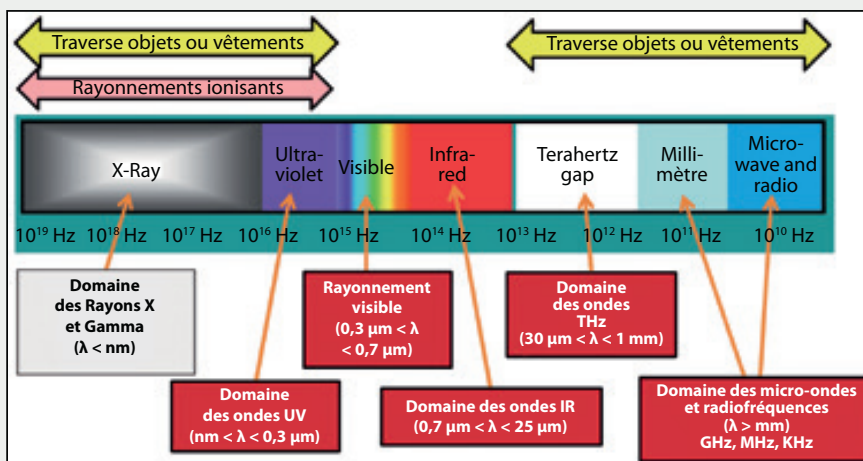 Traverse objets ou vêtements
Traverse objets ou vêtements
Rayonnements ionisants
X-Ray
Ultra-
violet
Visible
Infra-
red
Terahertz
gap
Milli-
mètre
Micro-
wave and
radio
10¹⁹ Hz 10¹⁸ Hz 10¹⁷ Hz 10¹⁶ Hz 10¹⁵ Hz 10¹⁴ Hz 10¹³ Hz 10¹² Hz 10¹¹ Hz 10¹⁰ Hz
Domaine
des Rayons X
et Gamma
(λ < nm)
Rayonnement
visible
(0,3 µm < λ
< 0,7 µm)
Domaine
des ondes
THz
(30 µm < λ < 1 mm)
Domaine
des ondes UV
(nm < λ < 0,3 µm)
Domaine des ondes IR
(0,7 µm < λ < 25 µm)
Domaine des micro-ondes
et radiofréquences
(λ > mm)
GHz, MHz, KHz